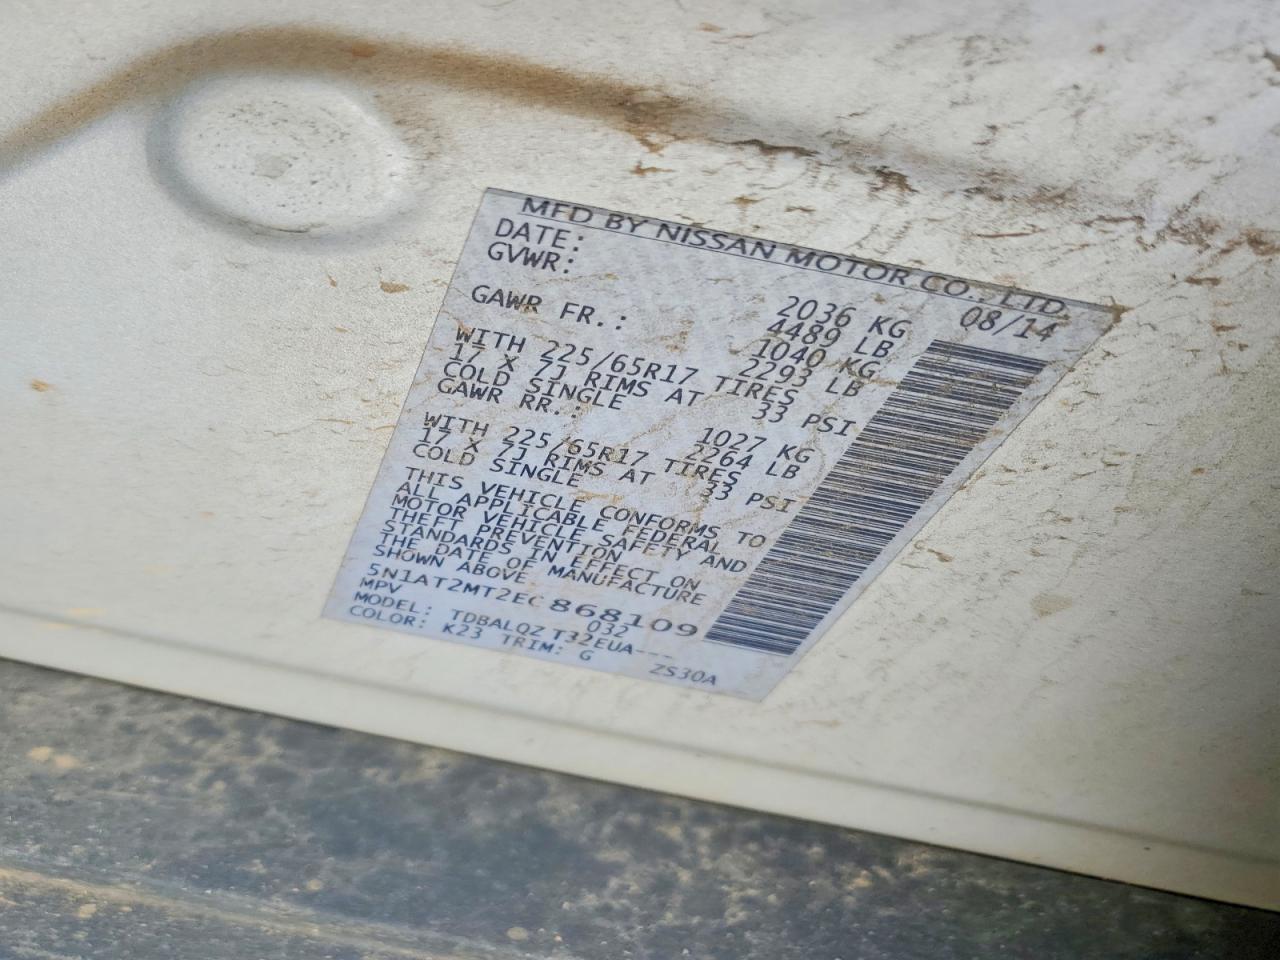 MFD BY NISSAN MOTOR CO., LTD.
DATE: 08/14
GVWR: 2036 KG
4489 LB
GAWR FR.: 1040 KG
2293 LB
WITH 225/65R17 TIRES
17 X 7J RIMS AT 33 PSI
COLD SINGLE
GAWR RR.: 1027 KG
2264 LB
WITH 225/65R17 TIRES
17 X 7J RIMS AT 33 PSI
COLD SINGLE
THIS VEHICLE CONFORMS TO
ALL APPLICABLE FEDERAL
MOTOR VEHICLE SAFETY AND
THEFT PREVENTION
STANDARDS IN EFFECT ON
THE DATE OF MANUFACTURE
SHOWN ABOVE
5N1AT2MT2EC868109
MPV 032
MODEL: TDBALQZ T32EUA---
COLOR: K23 TRIM: G ZS30A